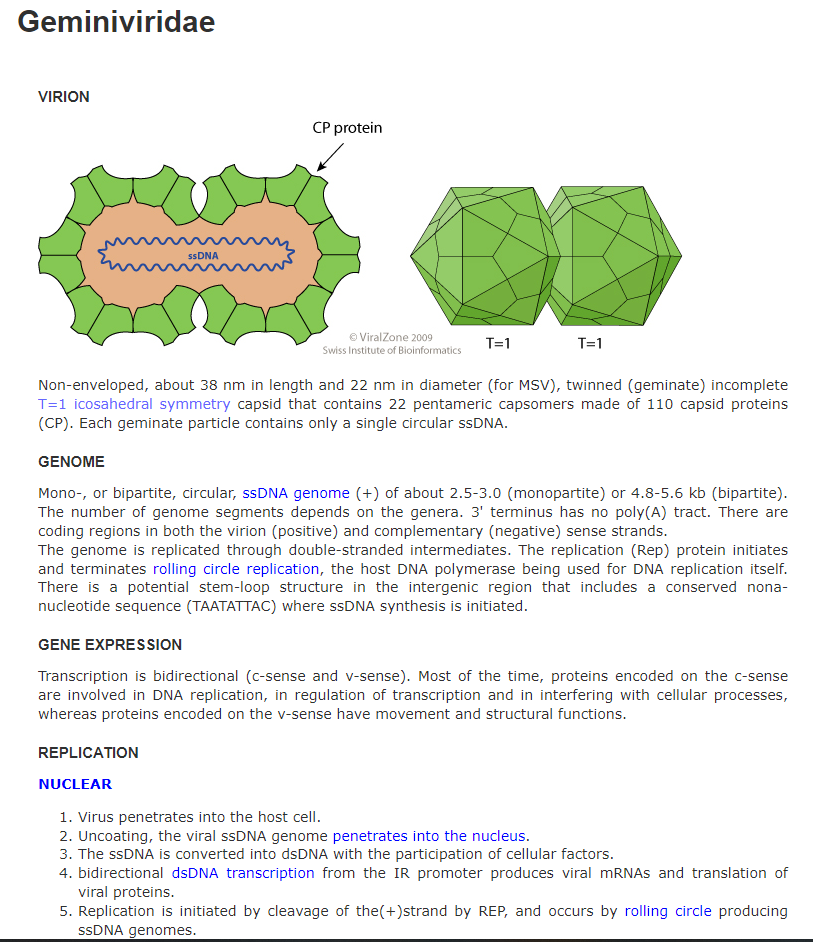 Geminiviridae
VIRION
CP protein
ssDNA
© ViralZone 2009
Swiss Institute of Bioinformatics
T=1
T=1
Non-enveloped, about 38 nm in length and 22 nm in diameter (for MSV), twinned (geminate) incomplete
T=1 icosahedral symmetry capsid that contains 22 pentameric capsomers made of 110 capsid proteins
(CP). Each geminate particle contains only a single circular ssDNA.
GENOME
Mono-, or bipartite, circular, ssDNA genome (+) of about 2.5-3.0 (monopartite) or 4.8-5.6 kb (bipartite).
The number of genome segments depends on the genera. 3' terminus has no poly(A) tract. There are
coding regions in both the virion (positive) and complementary (negative) sense strands.
The genome is replicated through double-stranded intermediates. The replication (Rep) protein initiates
and terminates rolling circle replication, the host DNA polymerase being used for DNA replication itself.
There is a potential stem-loop structure in the intergenic region that includes a conserved nona-
nucleotide sequence (TAATATTAC) where ssDNA synthesis is initiated.
GENE EXPRESSION
Transcription is bidirectional (c-sense and v-sense). Most of the time, proteins encoded on the c-sense
are involved in DNA replication, in regulation of transcription and in interfering with cellular processes,
whereas proteins encoded on the v-sense have movement and structural functions.
REPLICATION
NUCLEAR
1. Virus penetrates into the host cell.
2. Uncoating, the viral ssDNA genome penetrates into the nucleus.
3. The ssDNA is converted into dsDNA with the participation of cellular factors.
4. bidirectional dsDNA transcription from the IR promoter produces viral mRNAs and translation of
viral proteins.
5. Replication is initiated by cleavage of the(+)strand by REP, and occurs by rolling circle producing
ssDNA genomes.